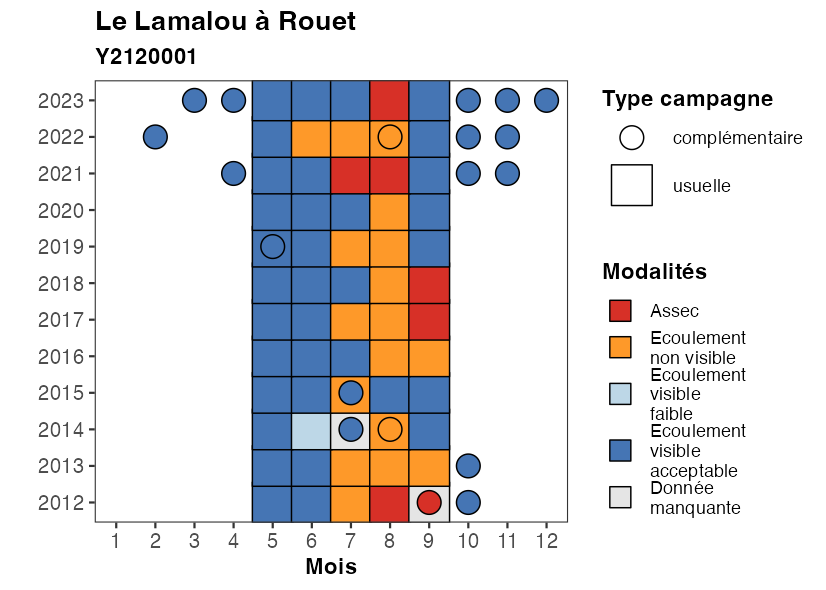 Le Lamalou à Rouet
Y2120001
2023
2022
2021
2020
2019
2018
2017
2016
2015
2014
2013
2012
1 2 3 4 5 6 7 8 9 10 11 12
Mois
Type campagne
complémentaire
usuelle
Modalités
Assec
Ecoulement
non visible
Ecoulement
visible
faible
Ecoulement
visible
acceptable
Donnée
manquante